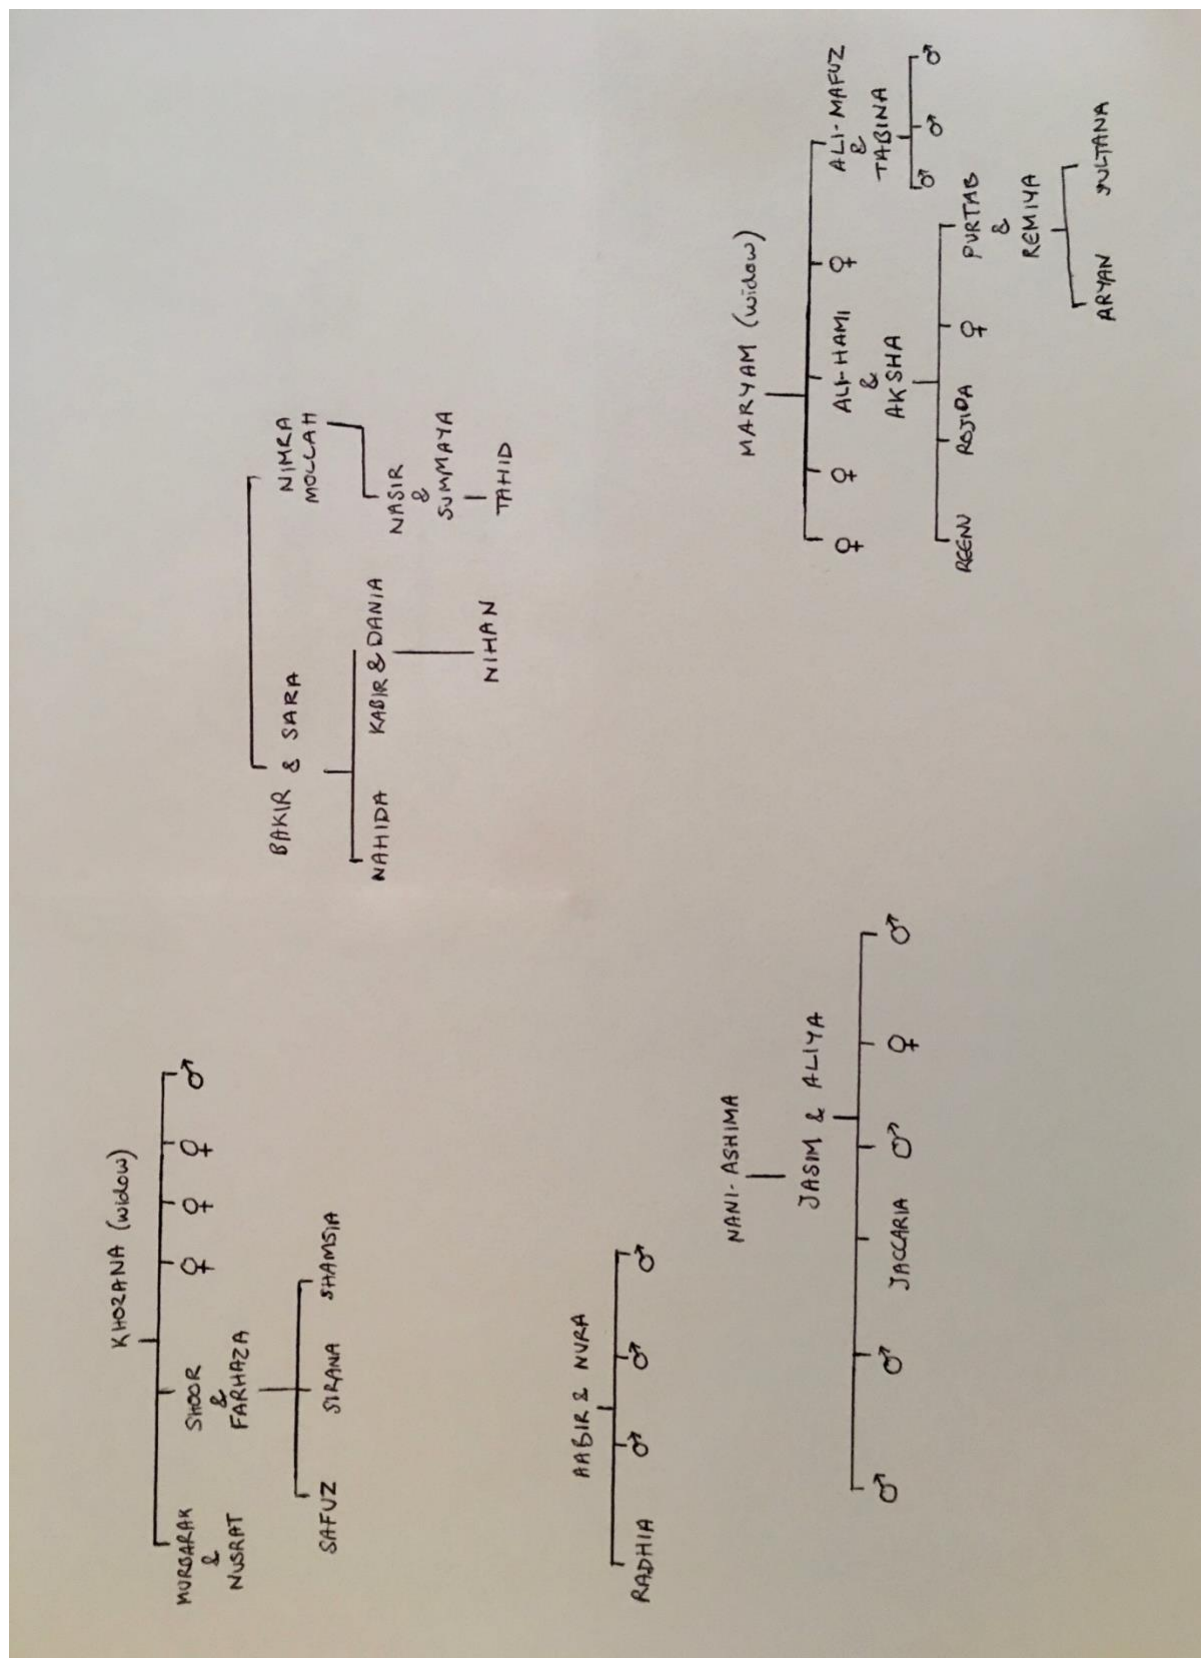 KHOZANA (widow)
MURBARAK
&
NUSRAT
SHOOR
&
FARHAZA
♀ ♀ ♀ ♂
SAFUZ SIRANA SHAMSIA
BAKIR & SARA
NIMRA
MOLLAH
NAHIDA KABIR & DANIA
NASIR
&
SUMMAYA
NIHAN
TAHID
AABIR & NURA
RADHIA ♂ ♂ ♂
NANI-ASHIMA
JASIM & ALIYA
♂ ♂ JACCARIA ♂ ♀ ♂
MARYAM (widow)
♀ ♀
ALI-HAMI
&
AKSHA
♀
ALI-MAFUZ
&
TABINA
♂ ♂ ♂
REENU ROJIDA ♀
PURTAB
&
REMIYA
ARYAN SULTANA